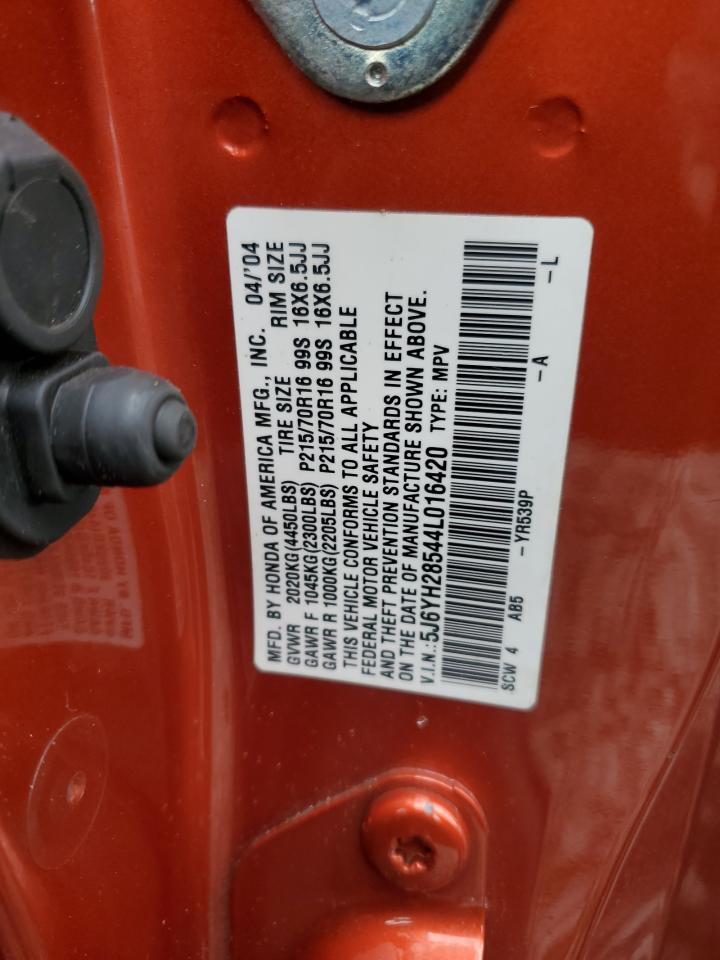 MFD. BY HONDA OF AMERICA MFG., INC. 04/'04
GVWR 2020KG(4450LBS) TIRE SIZE RIM SIZE
GAWR F 1045KG(2300LBS) P215/70R16 99S 16X6.5JJ
GAWR R 1000KG(2205LBS) P215/70R16 99S 16X6.5JJ
THIS VEHICLE CONFORMS TO ALL APPLICABLE
FEDERAL MOTOR VEHICLE SAFETY
AND THEFT PREVENTION STANDARDS IN EFFECT
ON THE DATE OF MANUFACTURE SHOWN ABOVE.
V.I.N.:5J6YH28544L016420 TYPE: MPV
SCW 4 AB5 - YR539P -A -L